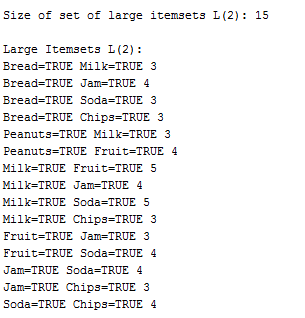 Size of set of large itemsets L(2): 15
Large Itemsets L(2):
Bread=TRUE Milk=TRUE 3
Bread=TRUE Jam=TRUE 4
Bread=TRUE Soda=TRUE 3
Bread=TRUE Chips=TRUE 3
Peanuts=TRUE Milk=TRUE 3
Peanuts=TRUE Fruit=TRUE 4
Milk=TRUE Fruit=TRUE 5
Milk=TRUE Jam=TRUE 4
Milk=TRUE Soda=TRUE 5
Milk=TRUE Chips=TRUE 3
Fruit=TRUE Jam=TRUE 3
Fruit=TRUE Soda=TRUE 4
Jam=TRUE Soda=TRUE 4
Jam=TRUE Chips=TRUE 3
Soda=TRUE Chips=TRUE 4